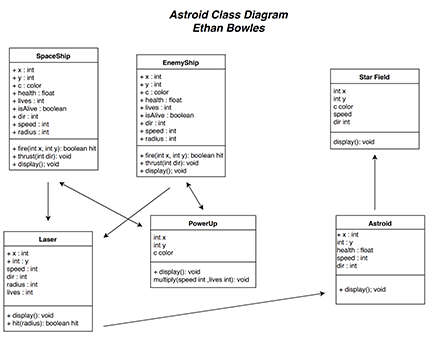 Astroid Class Diagram
Ethan Bowles
SpaceShip
+ x : int
+ y : int
+ c : color
+ health : float
+ lives : int
+ isAlive : boolean
+ dir : int
+ speed : int
+ radius : int
+ fire(int x, int y): boolean hit
+ thrust(int dir): void
+ display(); void
EnemyShip
+ x : int
+ y : int
+ c : color
+ health : float
+ lives : int
+ isAlive : boolean
+ dir : int
+ speed : int
+ radius : int
+ fire(int x, int y): boolean hit
+ thrust(int dir): void
+ display(); void
Star Field
int x
int y
c color
speed
dir int
display(); void
Laser
+ x : int
+ int : y
speed : int
dir : int
radius : int
lives : int
+ display(): void
+ hit(radius): boolean hit
PowerUp
int x
int y
c color
+ display(): void
multiply(speed int ,lives int): void
Astroid
+ x : int
int : y
health : float
speed : int
dir : int
+ display(); void